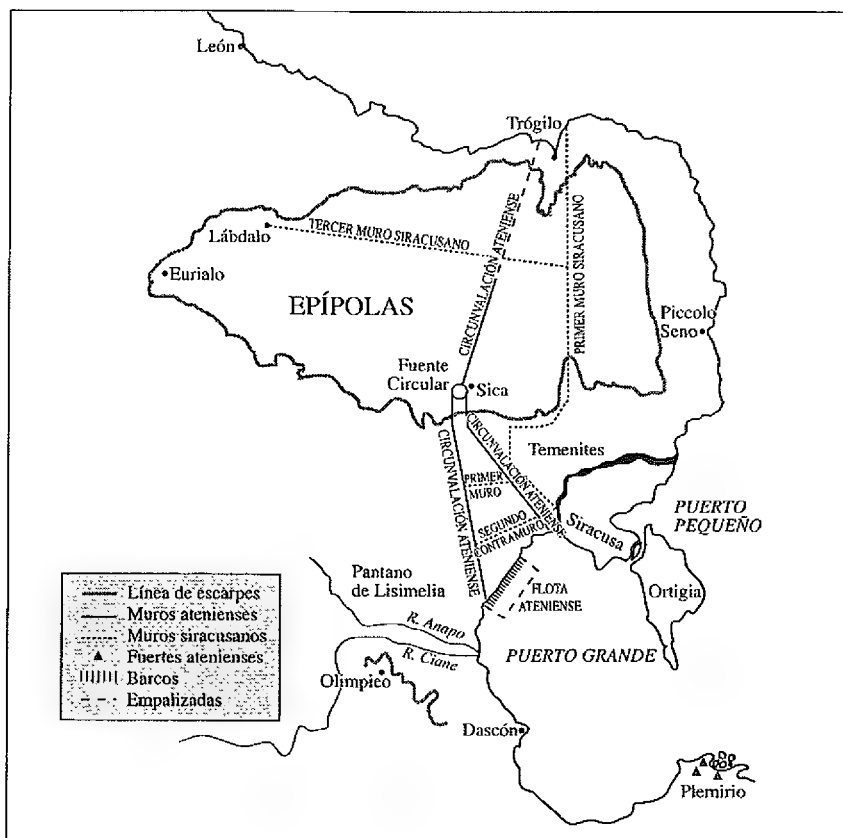 León
Trógilo
TERCER MURO SIRACUSANO
Lábdalo
Eurialo
EPÍPOLAS
CIRCUNVALACIÓN ATENIENSE
PRIMER MURO SIRACUSANO
Piccolo
Seno
Fuente
Circular
Sica
CIRCUNVALACIÓN ATENIENSE
CIRCUNVALACIÓN ATENIENSE
Temenites
PRIMER
MURO
SEGUNDO
CONTRAMURO
Siracusa
PUERTO
PEQUEÑO
Ortigia
FLOTA
ATENIENSE
Pantano
de Lisimelia
R. Anapo
R. Ciane
PUERTO GRANDE
Olimpieo
Dascón
Plemirio
Línea de escarpes
Muros atenienses
Muros siracusanos
Fuertes atenienses
Barcos
Empalizadas